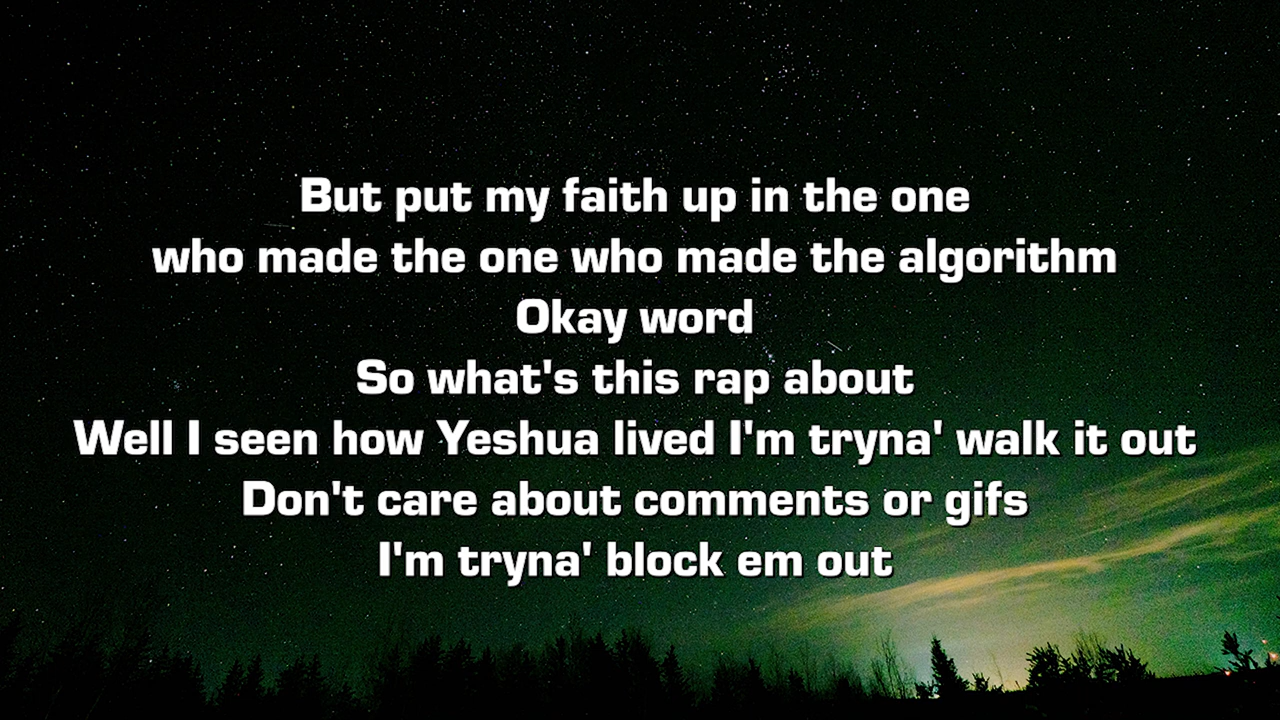 But put my faith up in the one
who made the one who made the algorithm
Okay word
So what's this rap about
Well I seen how Yeshua lived I'm tryna' walk it out
Don't care about comments or gifs
I'm tryna' block em out